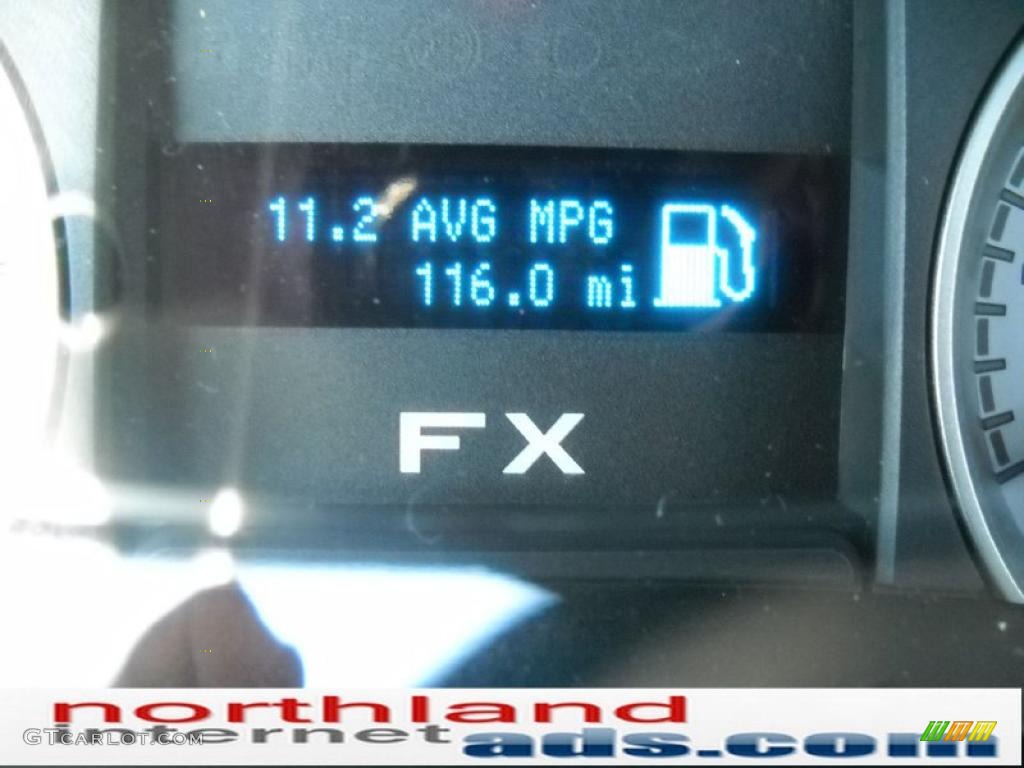 11.2 AVG MPG
116.0 mi
FX
northland
internet
ads.com
GTCARLOT.COM